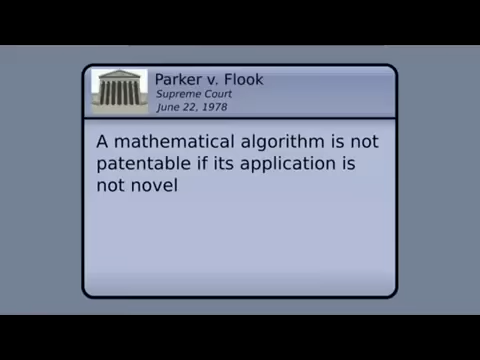 Parker v. Flook
Supreme Court
June 22, 1978
A mathematical algorithm is not
patentable if its application is
not novel